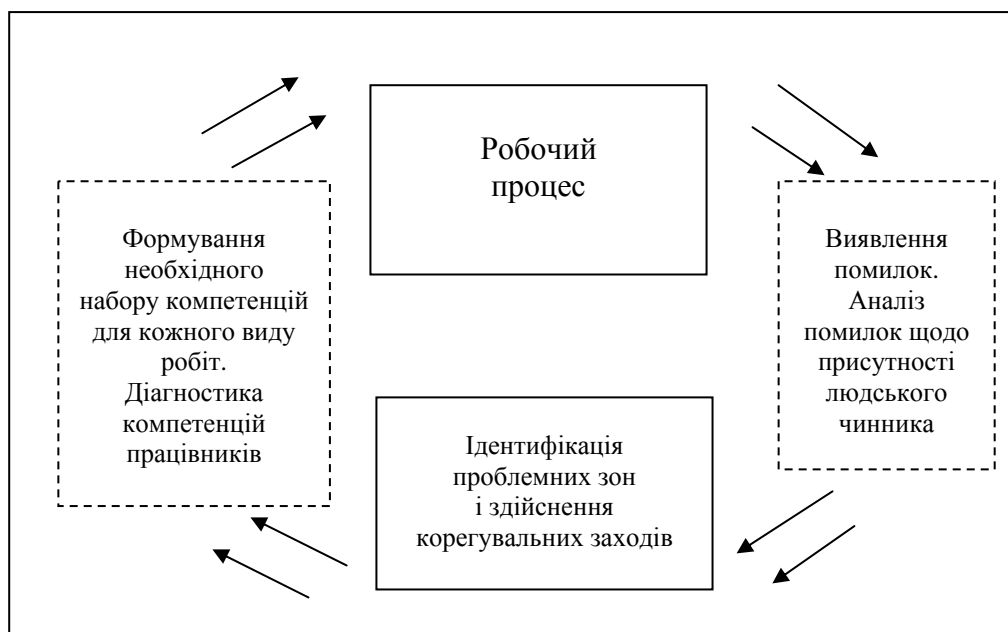 Робочий
процес
Формування
необхідного
набору компетенцій
для кожного виду
робіт.
Діагностика
компетенцій
працівників
Виявлення
помилок.
Аналіз
помилок щодо
присутності
людського
чинника
Ідентифікація
проблемних зон
і здійснення
корегувальних заходів